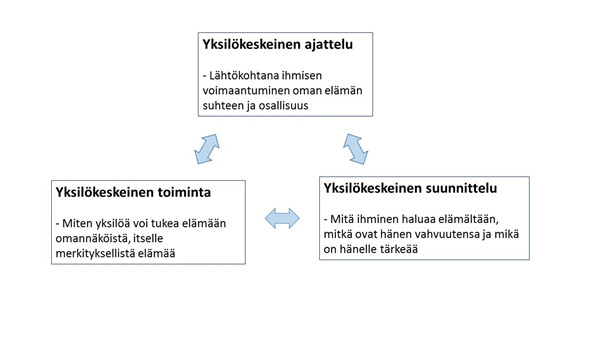 Yksilökeskeinen ajattelu
- Lähtökohtana ihmisen
voimaantuminen oman elämän
suhteen ja osallisuus
Yksilökeskeinen toiminta
- Miten yksilöä voi tukea elämään
omannäköistä, itselle
merkityksellistä elämää
Yksilökeskeinen suunnittelu
- Mitä ihminen haluaa elämältään,
mitkä ovat hänen vahvuutensa ja mikä
on hänelle tärkeää